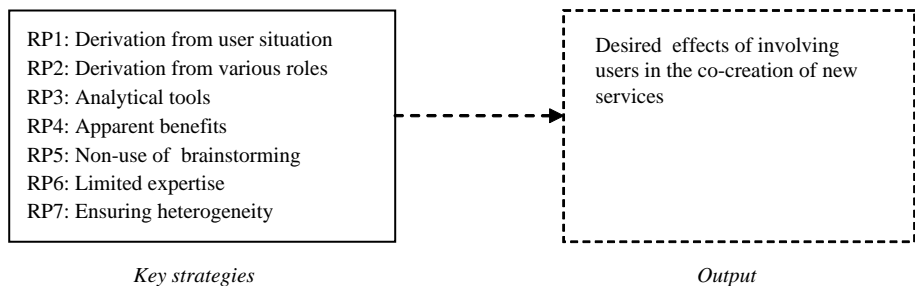 RP1: Derivation from user situation
RP2: Derivation from various roles
RP3: Analytical tools
RP4: Apparent benefits
RP5: Non-use of brainstorming
RP6: Limited expertise
RP7: Ensuring heterogeneity
Key strategies
Desired effects of involving
users in the co-creation of new
services
Output